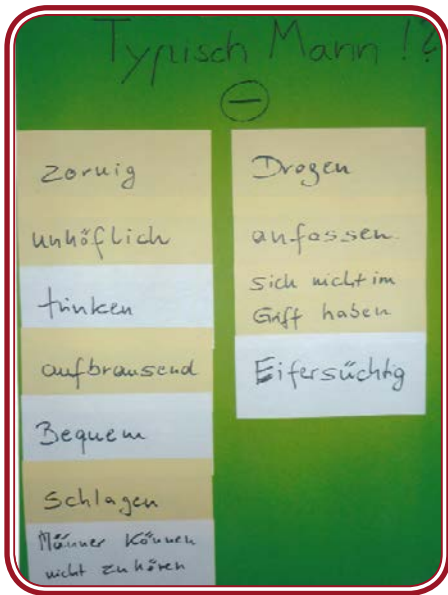 Typisch Mann !?
zornig
unhöflich
trinken
aufbrausend
Bequem
Schlagen
Männer Können
nicht zuhören
Drogen
anfassen
sich nicht im
Griff haben
Eifersüchtig